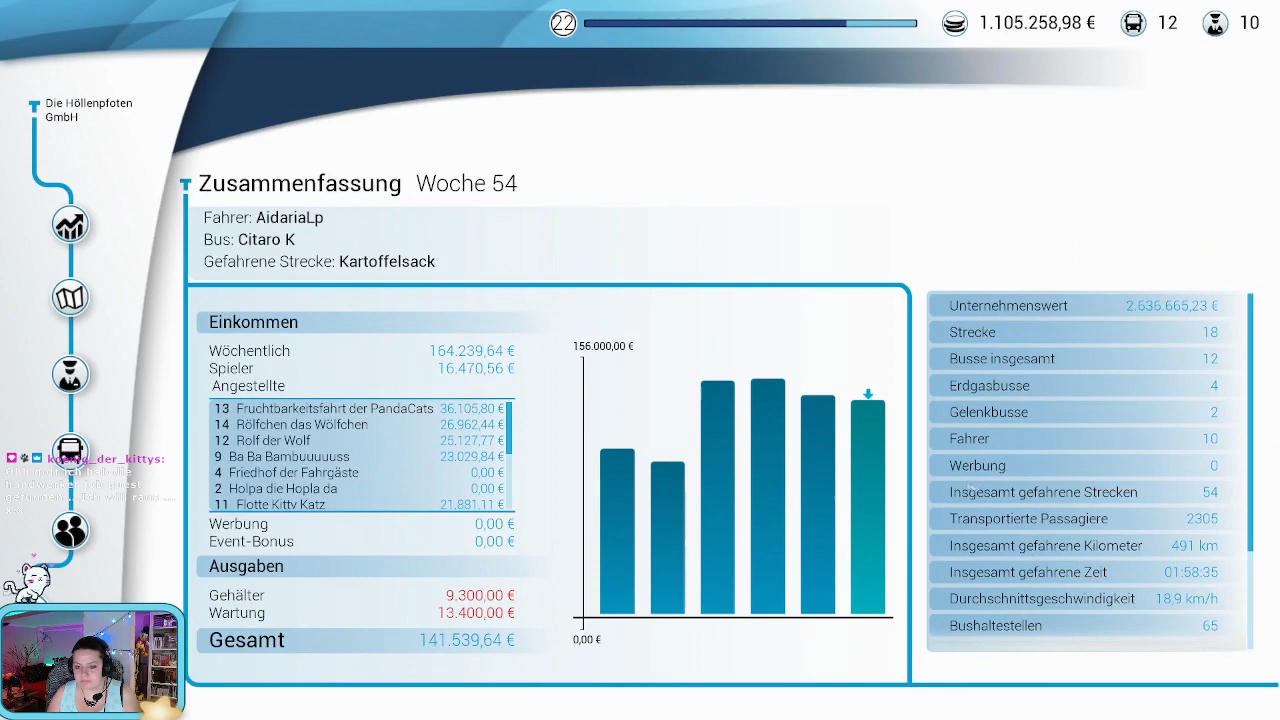 22
1.105.258,98 €
12
10
Die Höllenpfoten
GmbH
Zusammenfassung Woche 54
Fahrer: AidariaLp
Bus: Citaro K
Gefahrene Strecke: Kartoffelsack
Einkommen
Wöchentlich 164.239,64 €
Spieler 16.470,56 €
Angestellte
13 Fruchtbarkeitsfahrt der PandaCats 36.105,80 €
14 Rölfchen das Wölfchen 26.962,44 €
12 Rolf der Wolf 25.127,77 €
9 Ba Ba Bambuuuuuss 23.029,84 €
4 Friedhof der Fahrgäste 0,00 €
2 Holpa die Hopla da 0,00 €
11 Flotte Kitty Katz 21.881,11 €
Werbung 0,00 €
Event-Bonus 0,00 €
Ausgaben
Gehälter 9.300,00 €
Wartung 13.400,00 €
Gesamt 141.539,64 €
156.000,00 €
0,00 €
Unternehmenswert 2.636.665,23 €
Strecke 18
Busse insgesamt 12
Erdgasbusse 4
Gelenkbusse 2
Fahrer 10
Werbung 0
Insgesamt gefahrene Strecken 54
Transportierte Passagiere 2305
Insgesamt gefahrene Kilometer 491 km
Insgesamt gefahrene Zeit 01:58:35
Durchschnittsgeschwindigkeit 18,9 km/h
Bushaltestellen 65
der_kittys: